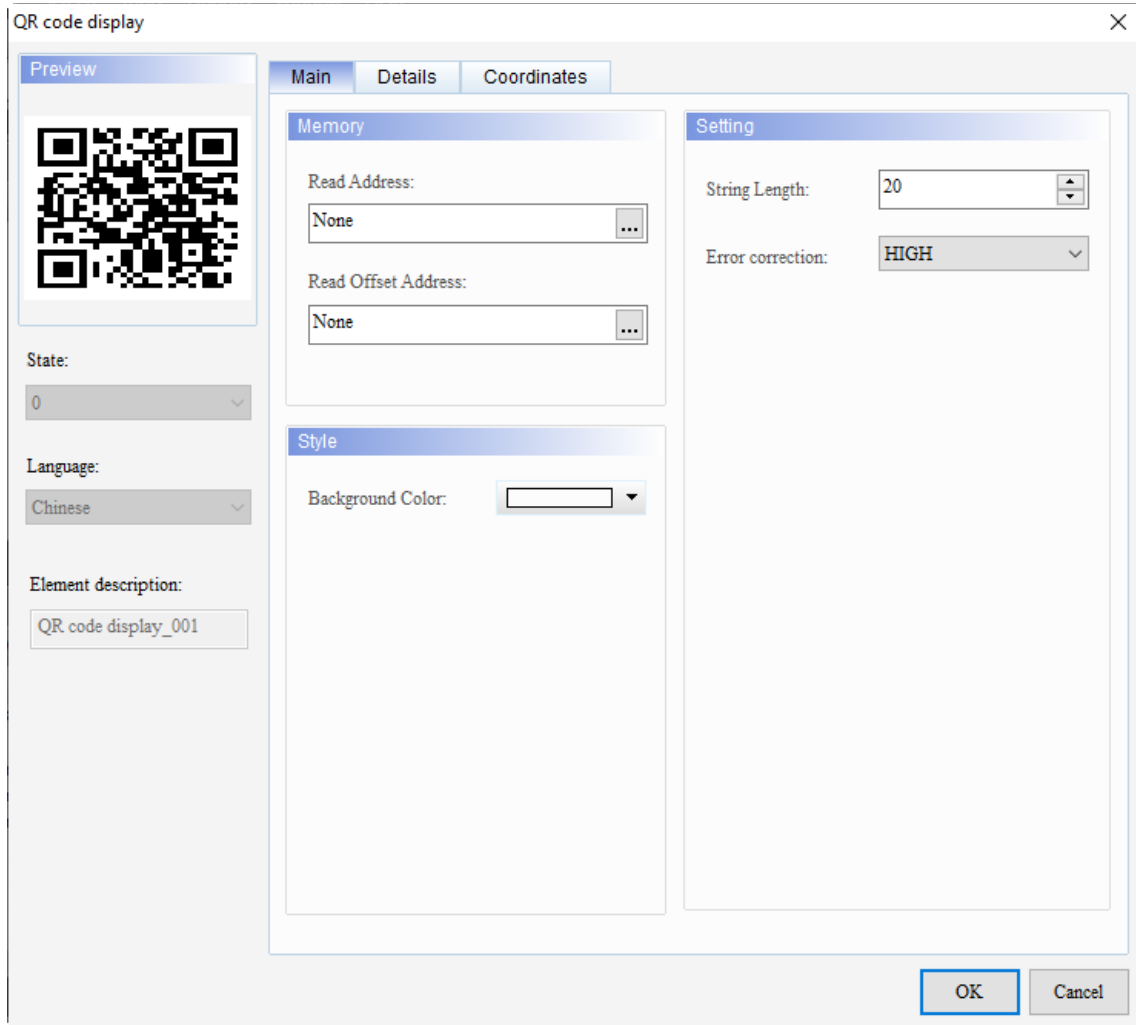 QR code display
Preview
State:
0
Language:
Chinese
Element description:
QR code display_001
Main
Details
Coordinates
Memory
Read Address:
None
...
Read Offset Address:
None
...
Style
Background Color:
Setting
String Length:
20
Error correction:
HIGH
OK
Cancel